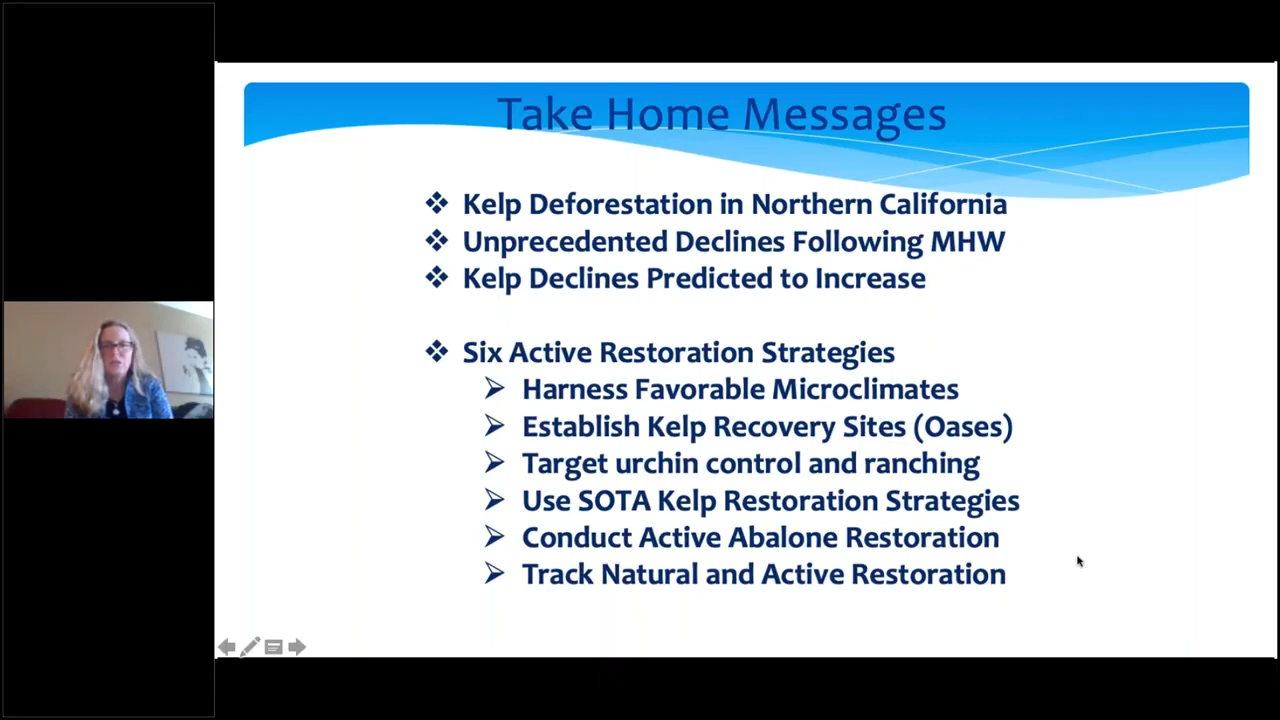 Take Home Messages
Kelp Deforestation in Northern California
Unprecedented Declines Following MHW
Kelp Declines Predicted to Increase
Six Active Restoration Strategies
Harness Favorable Microclimates
Establish Kelp Recovery Sites (Oases)
Target urchin control and ranching
Use SOTA Kelp Restoration Strategies
Conduct Active Abalone Restoration
Track Natural and Active Restoration